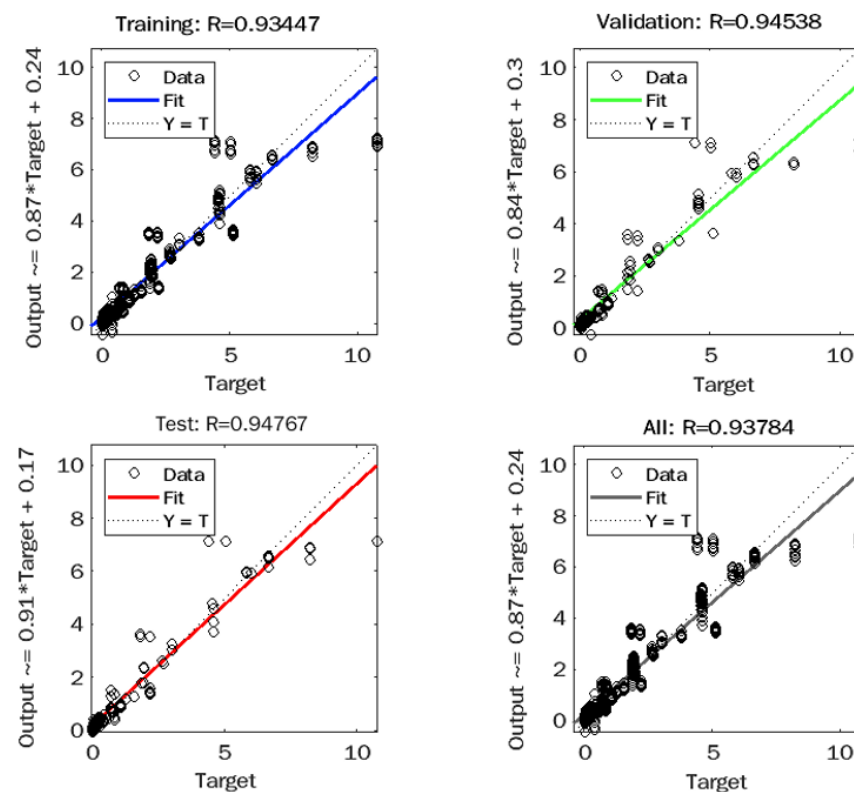 Training: R=0.93447
Output ~= 0.87*Target + 0.24
10
8
6
4
2
0
Data
Fit
Y = T
0
5
10
Target
Validation: R=0.94538
Output ~= 0.84*Target + 0.3
10
8
6
4
2
0
Data
Fit
Y = T
0
5
10
Target
Test: R=0.94767
Output ~= 0.91*Target + 0.17
10
8
6
4
2
0
Data
Fit
Y = T
0
5
10
Target
All: R=0.93784
Output ~= 0.87*Target + 0.24
10
8
6
4
2
0
Data
Fit
Y = T
0
5
10
Target